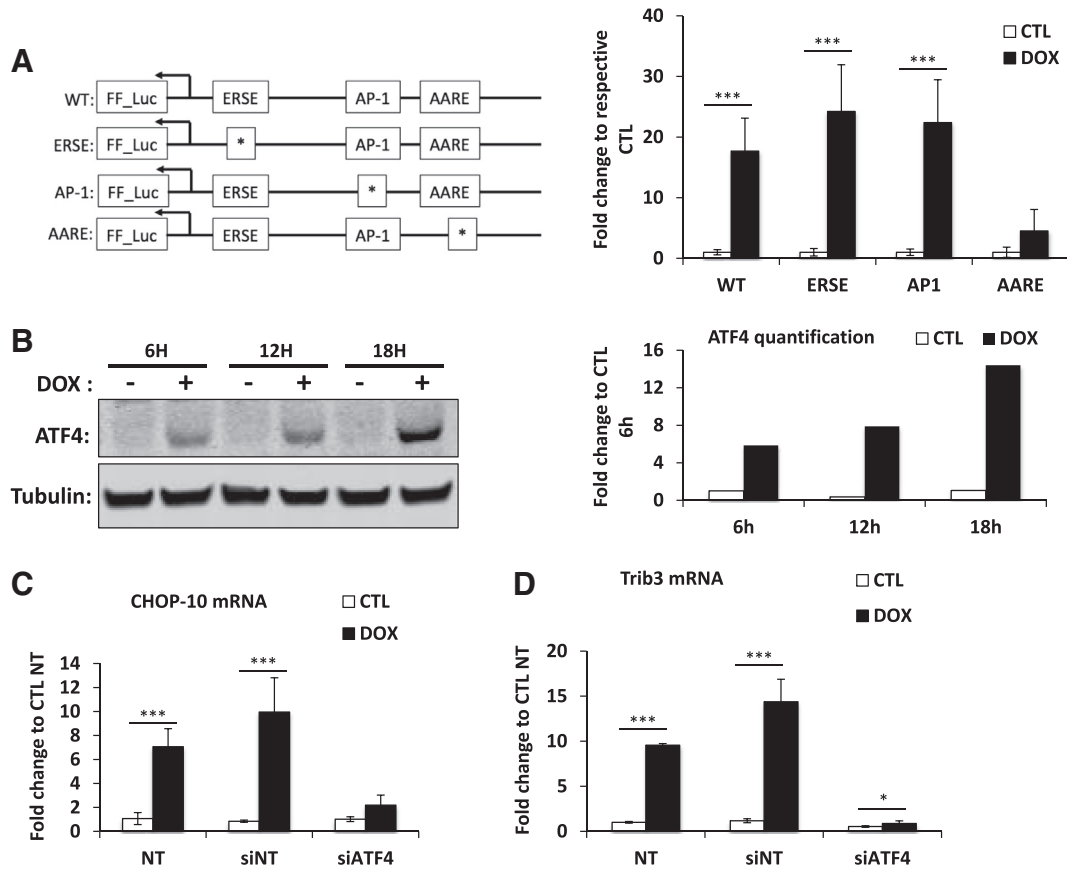 A
WT: FF_Luc ERSE AP-1 AARE
ERSE: FF_Luc * AP-1 AARE
AP-1: FF_Luc ERSE * AARE
AARE: FF_Luc ERSE AP-1 *
Fold change to respective
CTL
40
30
20
10
0
CTL
DOX
***
***
***
WT ERSE AP1 AARE
B
6H 12H 18H
DOX : - + - + - +
ATF4:
Tubulin:
ATF4 quantification
CTL DOX
Fold change to CTL
6h
16
12
8
4
0
6h 12h 18h
C
CHOP-10 mRNA
CTL
DOX
Fold change to CTL NT
14
12
10
8
6
4
2
0
***
***
NT siNT siATF4
D
Trib3 mRNA
CTL
DOX
Fold change to CTL NT
20
15
10
5
0
***
***
*
NT siNT siATF4